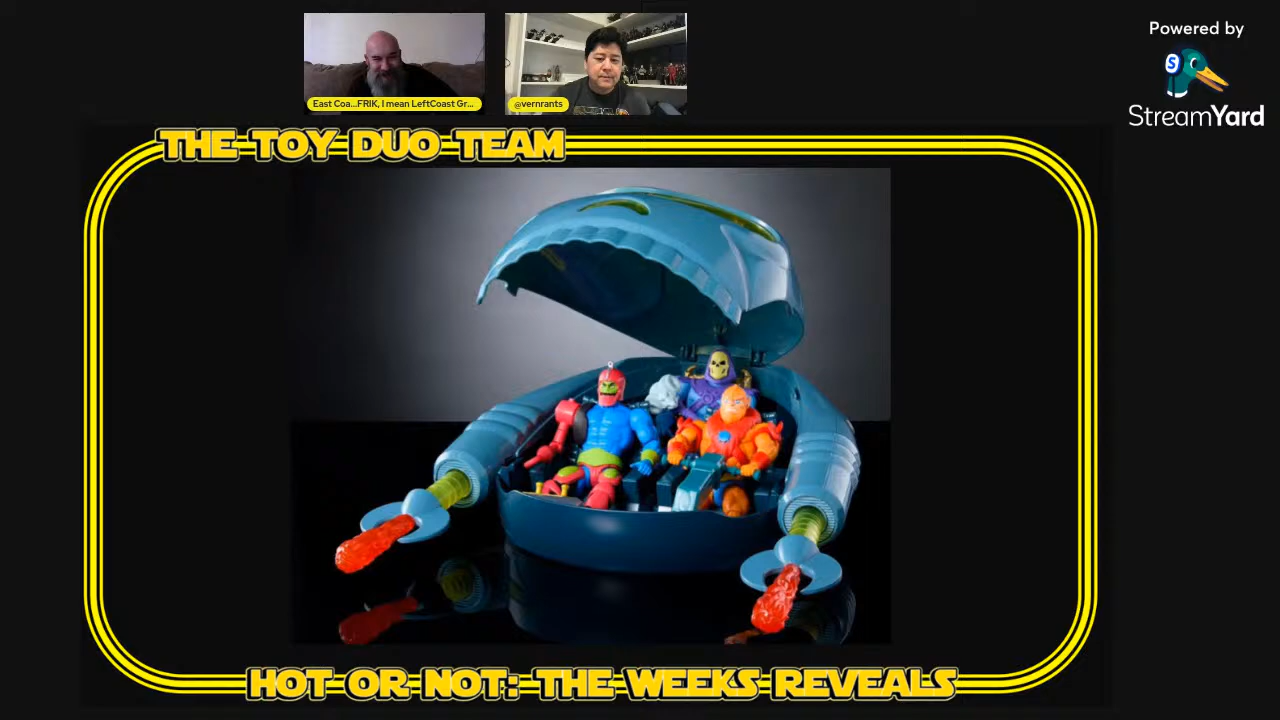 Powered by
S
StreamYard
East Coa...FRIK, I mean LeftCoast Gr...
@vernrants
THE TOY DUO TEAM
HOT OR NOT: THE WEEKS REVEALS